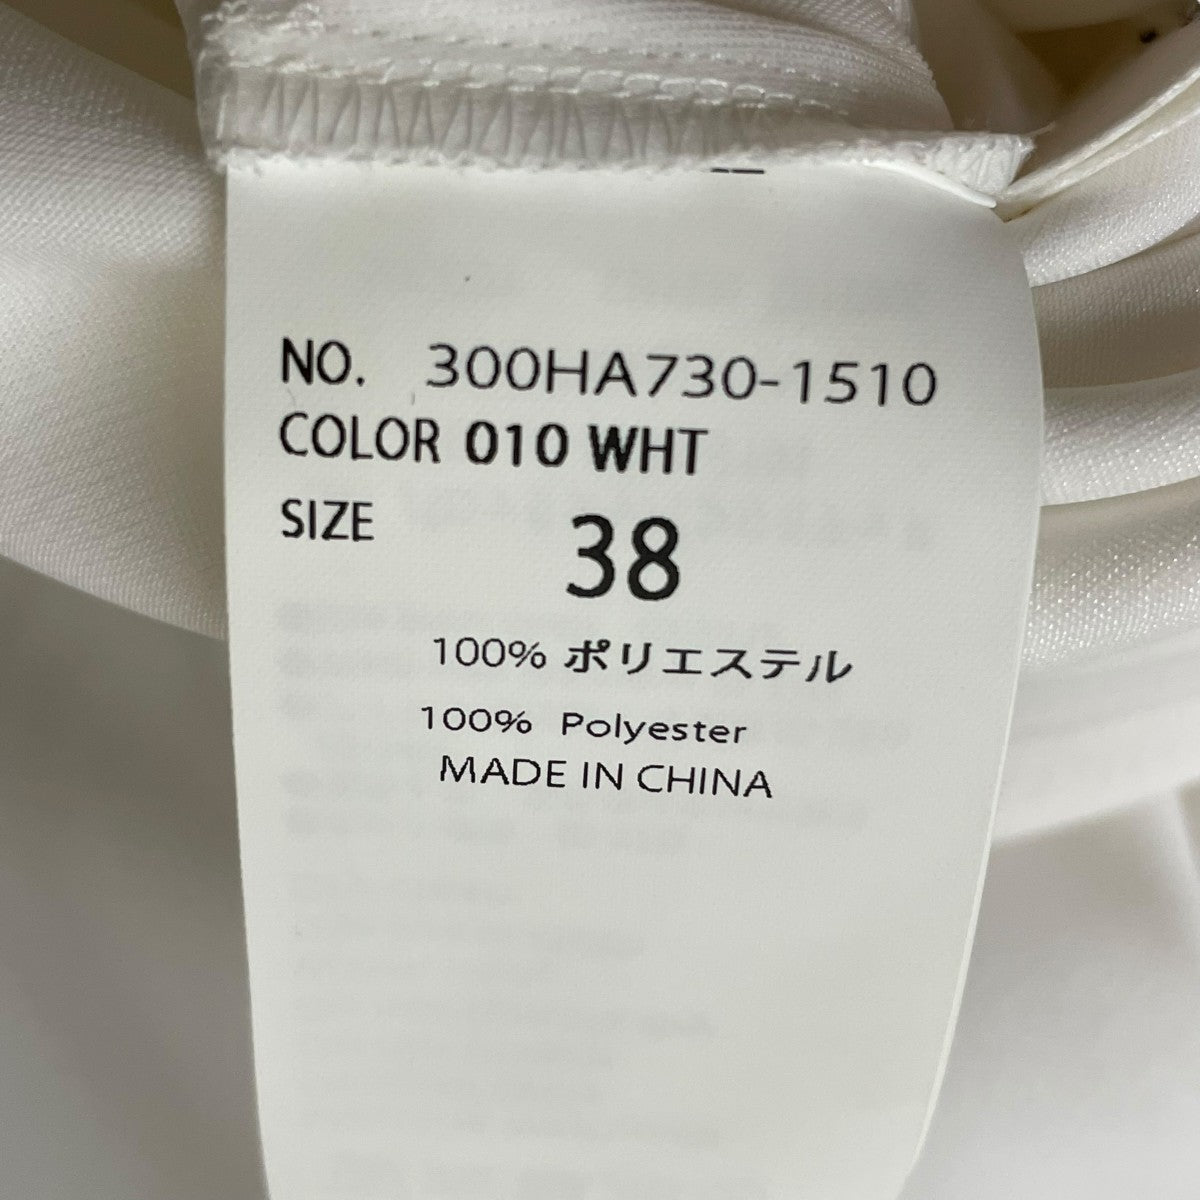 NO. 300HA730-1510
COLOR 010 WHT
SIZE 38
100% ポリエステル
100% Polyester
MADE IN CHINA